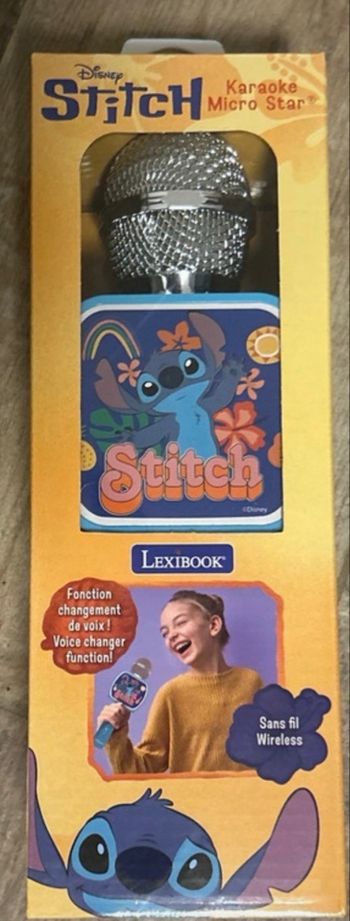 Disney
Stitch
Karaoke
Micro Star®
Stitch
©Disney
LEXIBOOK®
Fonction
changement
de voix !
Voice changer
function!
Sans fil
Wireless